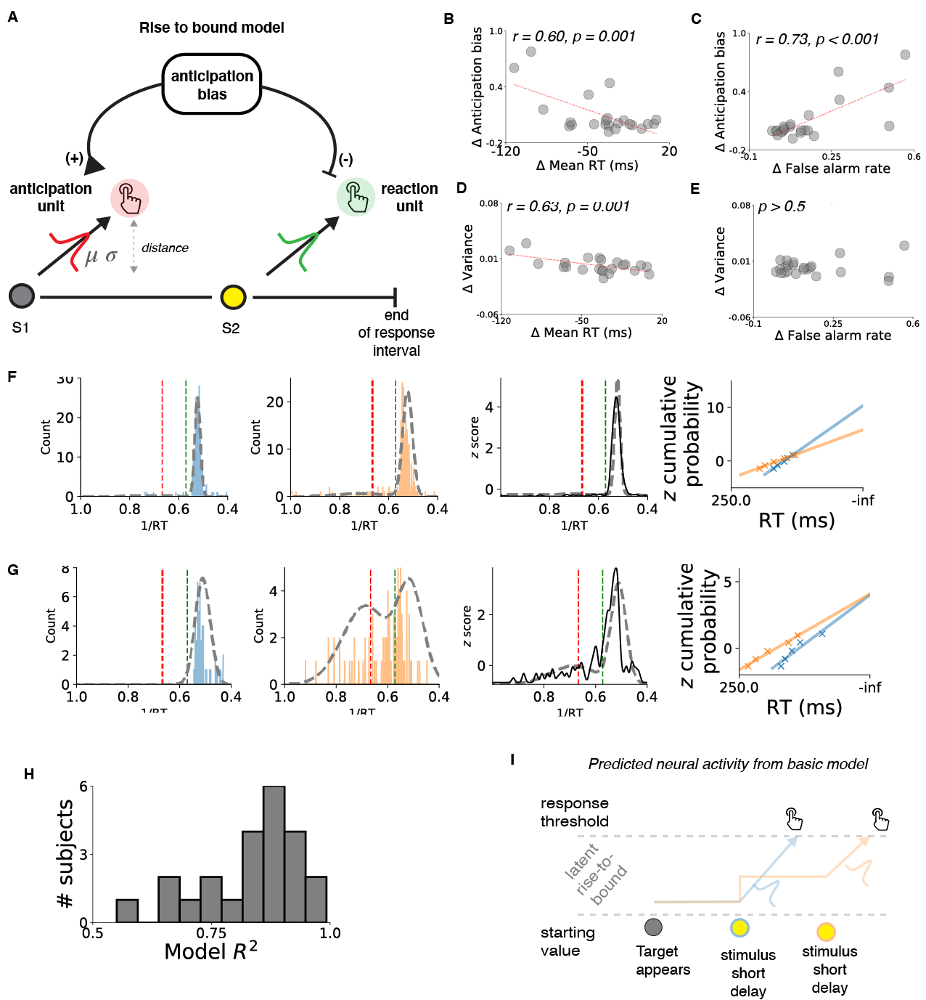 A
Rise to bound model
anticipation
bias
(+)
(-)
anticipation
unit
reaction
unit
μ σ
distance
S1
S2
end
of response
interval
B
r = 0.60, p = 0.001
Δ Anticipation bias
1.0
0.4
-0.2
-120
-50
20
Δ Mean RT (ms)
C
r = 0.73, p < 0.001
Δ Anticipation bias
1.0
0.4
-0.2
-0.1
0.25
0.6
Δ False alarm rate
D
r = 0.63, p = 0.001
Δ Variance
0.08
0.01
-0.06
-120
-50
20
Δ Mean RT (ms)
E
p > 0.5
Δ Variance
0.08
0.01
-0.06
-0.1
0.25
0.6
Δ False alarm rate
F
Count
30
20
10
0
1.0
0.8
0.6
0.4
1/RT
Count
20
10
0
1.0
0.8
0.6
0.4
1/RT
z score
4
2
0
0.8
0.6
0.4
1/RT
z cumulative
probability
10
0
250.0
-inf
RT (ms)
G
Count
8
6
4
2
0
1.0
0.8
0.6
0.4
1/RT
Count
4
2
0
1.0
0.8
0.6
0.4
1/RT
z score
2
0
0.8
0.6
0.4
1/RT
z cumulative
probability
5
0
250.0
-inf
RT (ms)
H
# subjects
6
3
0
0.5
0.75
1.0
Model R²
I
Predicted neural activity from basic model
response
threshold
latent
rise-to-
bound
starting
value
Target
appears
stimulus
short
delay
stimulus
short
delay